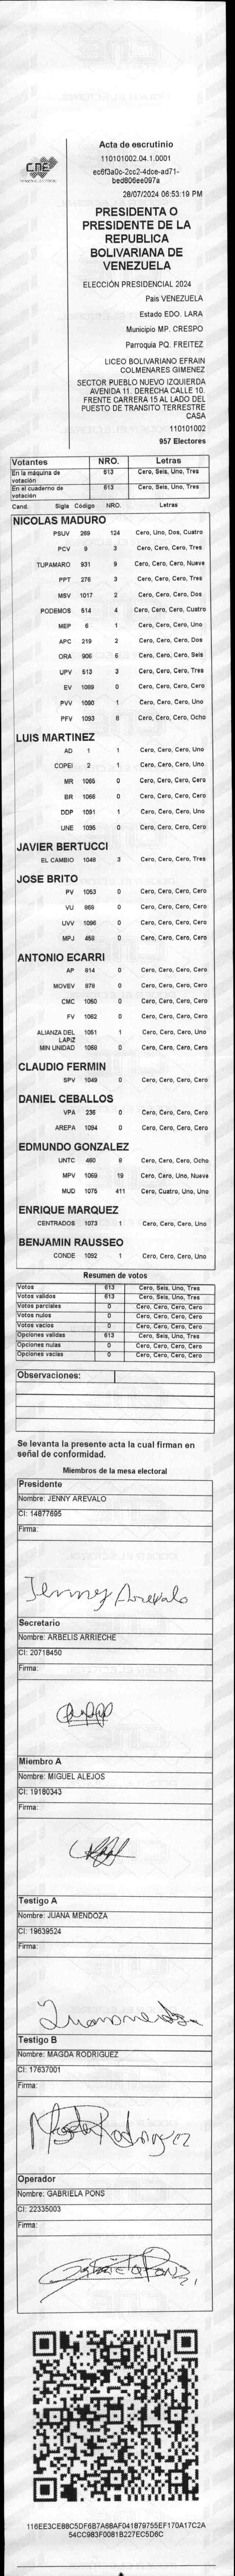 CNE
Acta de escrutinio
110101002.04.1.0001
ec6f3a0c-2cc2-4dce-ad71-
bed806ee097a
28/07/2024 06:53:19 PM
PRESIDENTA O
PRESIDENTE DE LA
REPUBLICA
BOLIVARIANA DE
VENEZUELA
ELECCIÓN PRESIDENCIAL 2024
País VENEZUELA
Estado EDO. LARA
Municipio MP. CRESPO
Parroquia PQ. FREITEZ
LICEO BOLIVARIANO EFRAIN
COLMENARES GIMENEZ
SECTOR PUEBLO NUEVO IZQUIERDA
AVENIDA 11. DERECHA CALLE 10.
FRENTE CARRERA 15 AL LADO DEL
PUESTO DE TRANSITO TERRESTRE
CASA
110101002
957 Electores
Votantes NRO. Letras
En la máquina de votación 613 Cero, Seis, Uno, Tres
En el cuaderno de votación 613 Cero, Seis, Uno, Tres
Cand. Sigla Código NRO. Letras
NICOLAS MADURO
PSUV 269 124 Cero, Uno, Dos, Cuatro
PCV 9 3 Cero, Cero, Cero, Tres
TUPAMARO 931 9 Cero, Cero, Cero, Nueve
PPT 276 3 Cero, Cero, Cero, Tres
MSV 1017 2 Cero, Cero, Cero, Dos
PODEMOS 514 4 Cero, Cero, Cero, Cuatro
MEP 6 1 Cero, Cero, Cero, Uno
APC 219 2 Cero, Cero, Cero, Dos
ORA 906 6 Cero, Cero, Cero, Seis
UPV 513 3 Cero, Cero, Cero, Tres
EV 1089 0 Cero, Cero, Cero, Cero
PVV 1090 1 Cero, Cero, Cero, Uno
PFV 1093 8 Cero, Cero, Cero, Ocho
LUIS MARTINEZ
AD 1 1 Cero, Cero, Cero, Uno
COPEI 2 1 Cero, Cero, Cero, Uno
MR 1065 0 Cero, Cero, Cero, Cero
BR 1066 0 Cero, Cero, Cero, Cero
DDP 1091 1 Cero, Cero, Cero, Uno
UNE 1095 0 Cero, Cero, Cero, Cero
JAVIER BERTUCCI
EL CAMBIO 1048 3 Cero, Cero, Cero, Tres
JOSE BRITO
PV 1053 0 Cero, Cero, Cero, Cero
VU 868 0 Cero, Cero, Cero, Cero
UVV 1096 0 Cero, Cero, Cero, Cero
MPJ 458 0 Cero, Cero, Cero, Cero
ANTONIO ECARRI
AP 814 0 Cero, Cero, Cero, Cero
MOVEV 878 0 Cero, Cero, Cero, Cero
CMC 1050 0 Cero, Cero, Cero, Cero
FV 1062 0 Cero, Cero, Cero, Cero
ALIANZA DEL LAPIZ 1051 1 Cero, Cero, Cero, Uno
MIN UNIDAD 1068 0 Cero, Cero, Cero, Cero
CLAUDIO FERMIN
SPV 1049 0 Cero, Cero, Cero, Cero
DANIEL CEBALLOS
VPA 236 0 Cero, Cero, Cero, Cero
AREPA 1094 0 Cero, Cero, Cero, Cero
EDMUNDO GONZALEZ
UNTC 460 8 Cero, Cero, Cero, Ocho
MPV 1069 19 Cero, Cero, Uno, Nueve
MUD 1075 411 Cero, Cuatro, Uno, Uno
ENRIQUE MARQUEZ
CENTRADOS 1073 1 Cero, Cero, Cero, Uno
BENJAMIN RAUSSEO
CONDE 1092 1 Cero, Cero, Cero, Uno
Resumen de votos
Votos 613 Cero, Seis, Uno, Tres
Votos validos 613 Cero, Seis, Uno, Tres
Votos parciales 0 Cero, Cero, Cero, Cero
Votos nulos 0 Cero, Cero, Cero, Cero
Votos vacios 0 Cero, Cero, Cero, Cero
Opciones validas 613 Cero, Seis, Uno, Tres
Opciones nulas 0 Cero, Cero, Cero, Cero
Opciones vacias 0 Cero, Cero, Cero, Cero
Observaciones:
Se levanta la presente acta la cual firman en
señal de conformidad.
Miembros de la mesa electoral
Presidente
Nombre: JENNY AREVALO
CI: 14877695
Firma:
Jenny Arevalo
Secretario
Nombre: ARBELIS ARRIECHE
CI: 20718450
Firma:
Miembro A
Nombre: MIGUEL ALEJOS
CI: 19180343
Firma:
Testigo A
Nombre: JUANA MENDOZA
CI: 19639524
Firma:
Testigo B
Nombre: MAGDA RODRIGUEZ
CI: 17637001
Firma:
Operador
Nombre: GABRIELA PONS
CI: 22335003
Firma:
116EE3CE88C5DF6B7A6BAF041879755EF170A17C2A
54CC983F0081B227EC5D6C